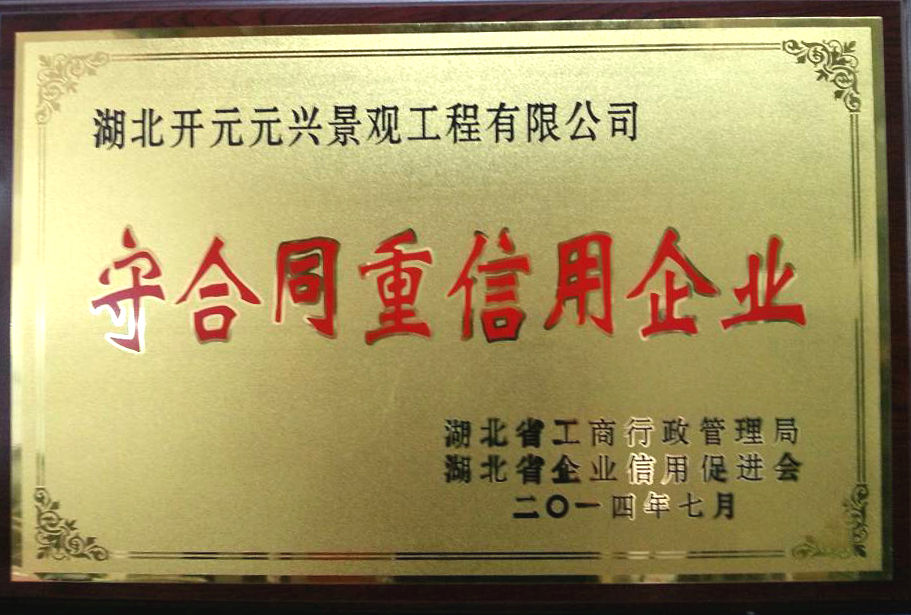 湖北开元元兴景观工程有限公司
守合同重信用企业
湖北省工商行政管理局
湖北省企业信用促进会
二〇一四年七月